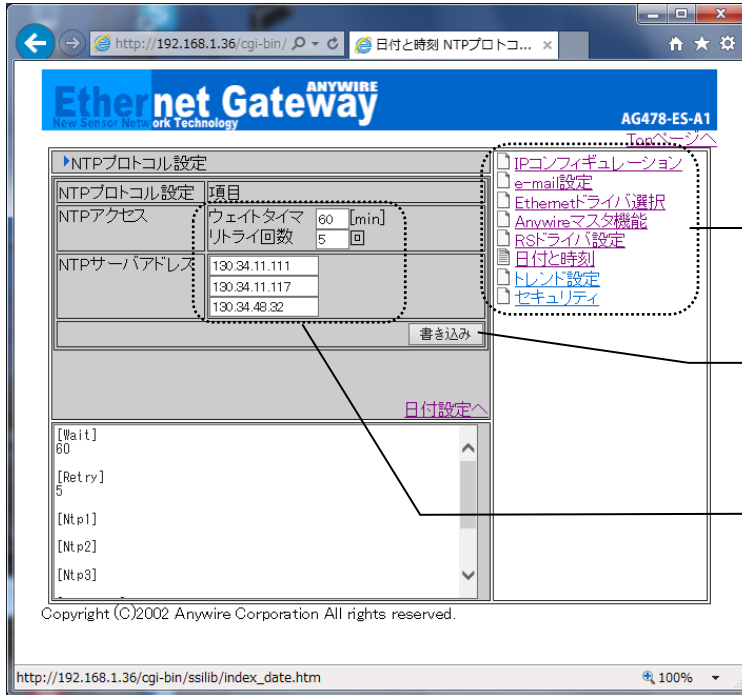 http://192.168.1.36/cgi-bin/
日付と時刻 NTPプロトコ...
Ethernet Gateway
ANYWIRE
New Sensor Network Technology
AG478-ES-A1
Topページへ
NTPプロトコル設定
NTPプロトコル設定 項目
NTPアクセス ウェイトタイマ 60 [min]
リトライ回数 5 回
NTPサーバアドレス 130.34.11.111
130.34.11.117
130.34.48.32
書き込み
日付設定へ
IPコンフィギュレーション
e-mail設定
Ethernetドライバ選択
Anywireマスタ機能
RSドライバ設定
日付と時刻
トレンド設定
セキュリティ
[Wait]
60
[Retry]
5
[Ntp1]
[Ntp2]
[Ntp3]
Copyright (C)2002 Anywire Corporation All rights reserved.
http://192.168.1.36/cgi-bin/ssilib/index_date.htm
100%